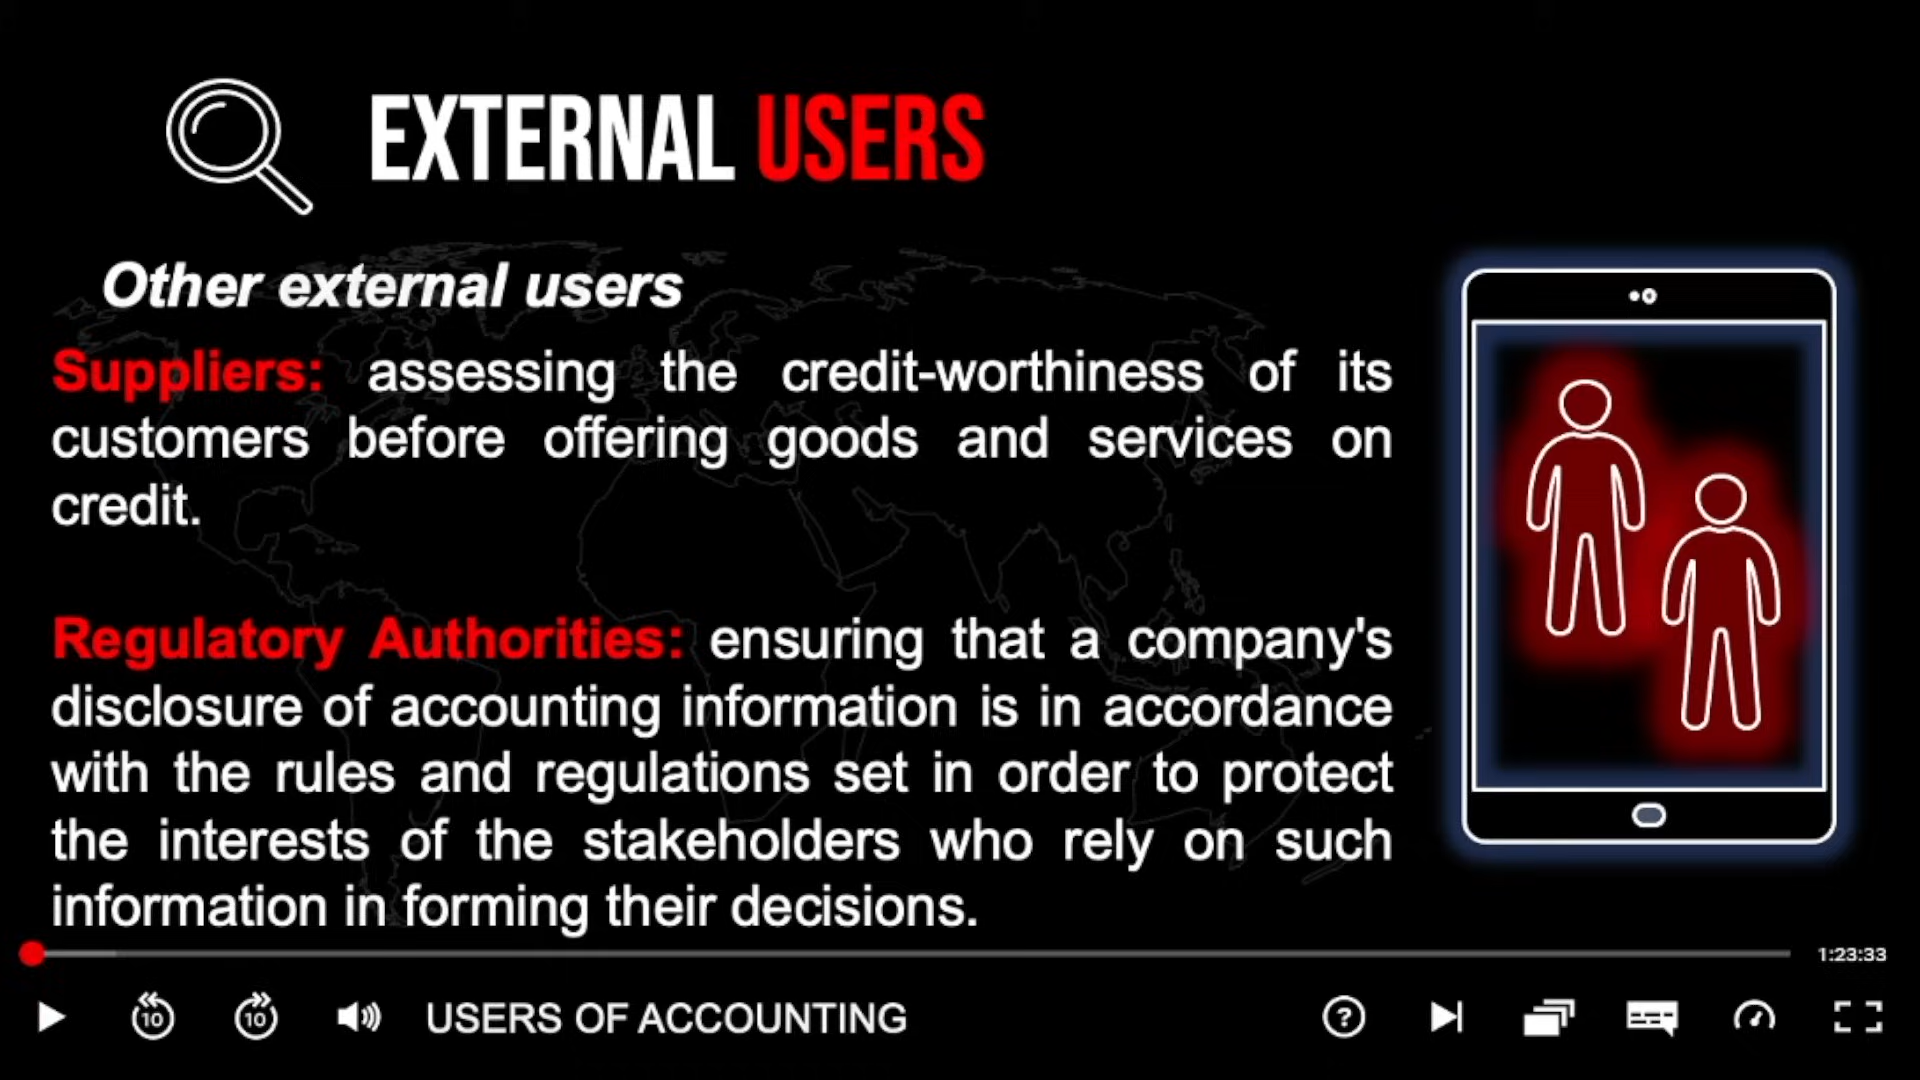 EXTERNAL USERS
Other external users
Suppliers: assessing the credit-worthiness of its
customers before offering goods and services on
credit.
Regulatory Authorities: ensuring that a company's
disclosure of accounting information is in accordance
with the rules and regulations set in order to protect
the interests of the stakeholders who rely on such
information in forming their decisions.
1:23:33
10
10
USERS OF ACCOUNTING
?